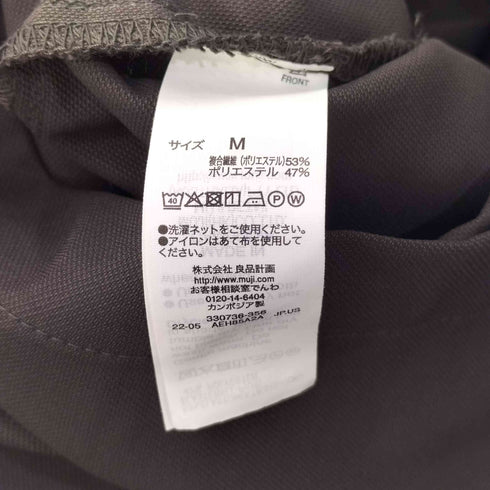 FRONT
サイズ M
複合繊維(ポリエステル)53%
ポリエステル 47%
40
P W
●洗濯ネットをご使用ください。
●アイロンはあて布を使用して
ください。
株式会社 良品計画
http://www.muji.com
お客様相談室でんわ
0120-14-6404
カンボジア製
330736-356
22-05 AEH85A2A JP.US